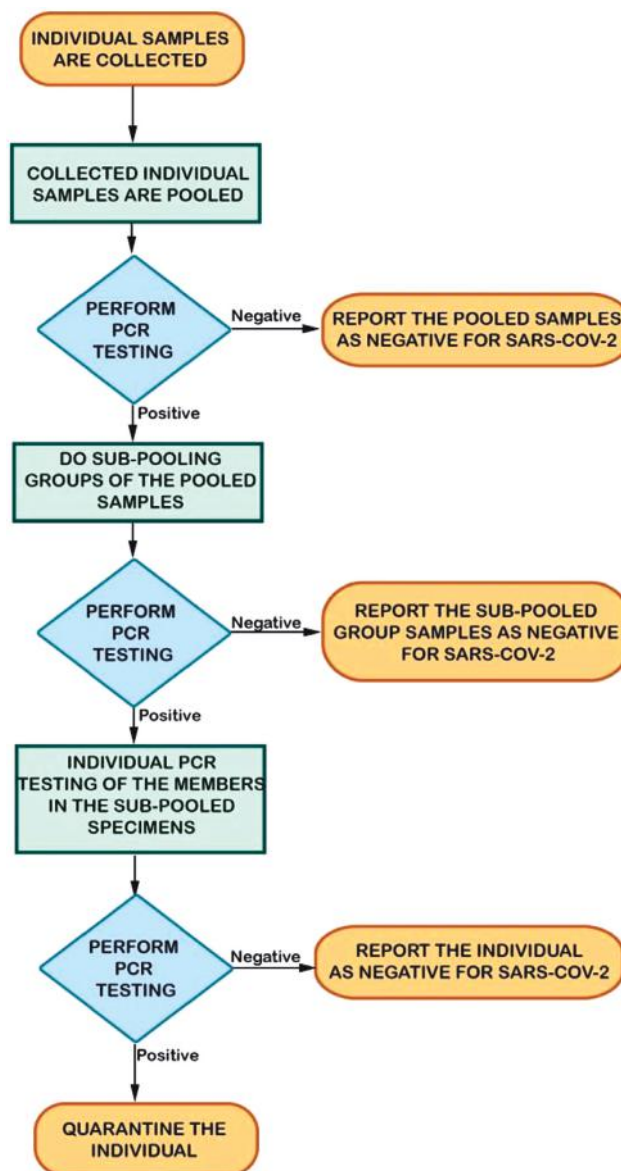 INDIVIDUAL SAMPLES
ARE COLLECTED
COLLECTED INDIVIDUAL
SAMPLES ARE POOLED
PERFORM
PCR
TESTING
Negative
REPORT THE POOLED SAMPLES
AS NEGATIVE FOR SARS-COV-2
Positive
DO SUB-POOLING
GROUPS OF THE POOLED
SAMPLES
PERFORM
PCR
TESTING
Negative
REPORT THE SUB-POOLED
GROUP SAMPLES AS NEGATIVE
FOR SARS-COV-2
Positive
INDIVIDUAL PCR
TESTING OF THE MEMBERS
IN THE SUB-POOLED
SPECIMENS
PERFORM
PCR
TESTING
Negative
REPORT THE INDIVIDUAL
AS NEGATIVE FOR SARS-COV-2
Positive
QUARANTINE THE
INDIVIDUAL